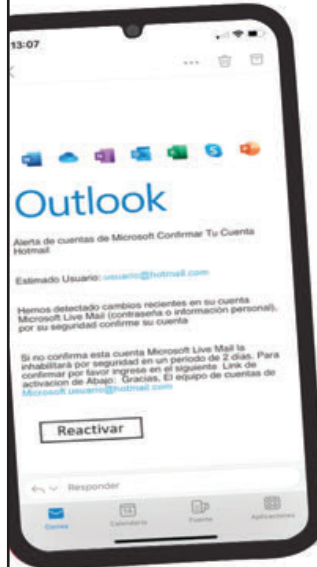 13:07
Outlook
Alerta de cuentas de Microsoft Confirmar Tu Cuenta
Hotmail
Estimado Usuario: usuario@hotmail.com
Hemos detectado cambios recientes en su cuenta
Microsoft Live Mail (contraseña o información personal),
por su seguridad confirme su cuenta
Si no confirma esta cuenta Microsoft Live Mail la
inhabilitará por seguridad en un periodo de 2 días. Para
confirmar por favor ingrese en el siguiente Link de
activacion de Abajo: Gracias, El equipo de cuentas de
Microsoft.usuario@hotmail.com
Reactivar
Responder
Correo
Calendario
Fuente
Aplicaciones